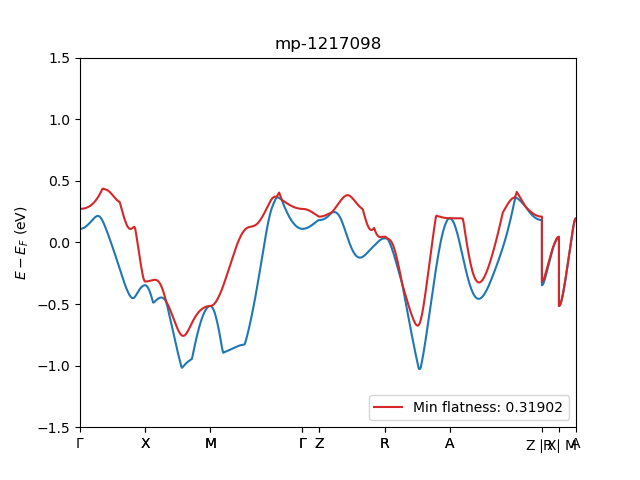 mp-1217098
E − E_F (eV)
1.5
1.0
0.5
0.0
−0.5
−1.0
−1.5
Min flatness: 0.31902
Γ X M Γ Z R A Z | R X | M A